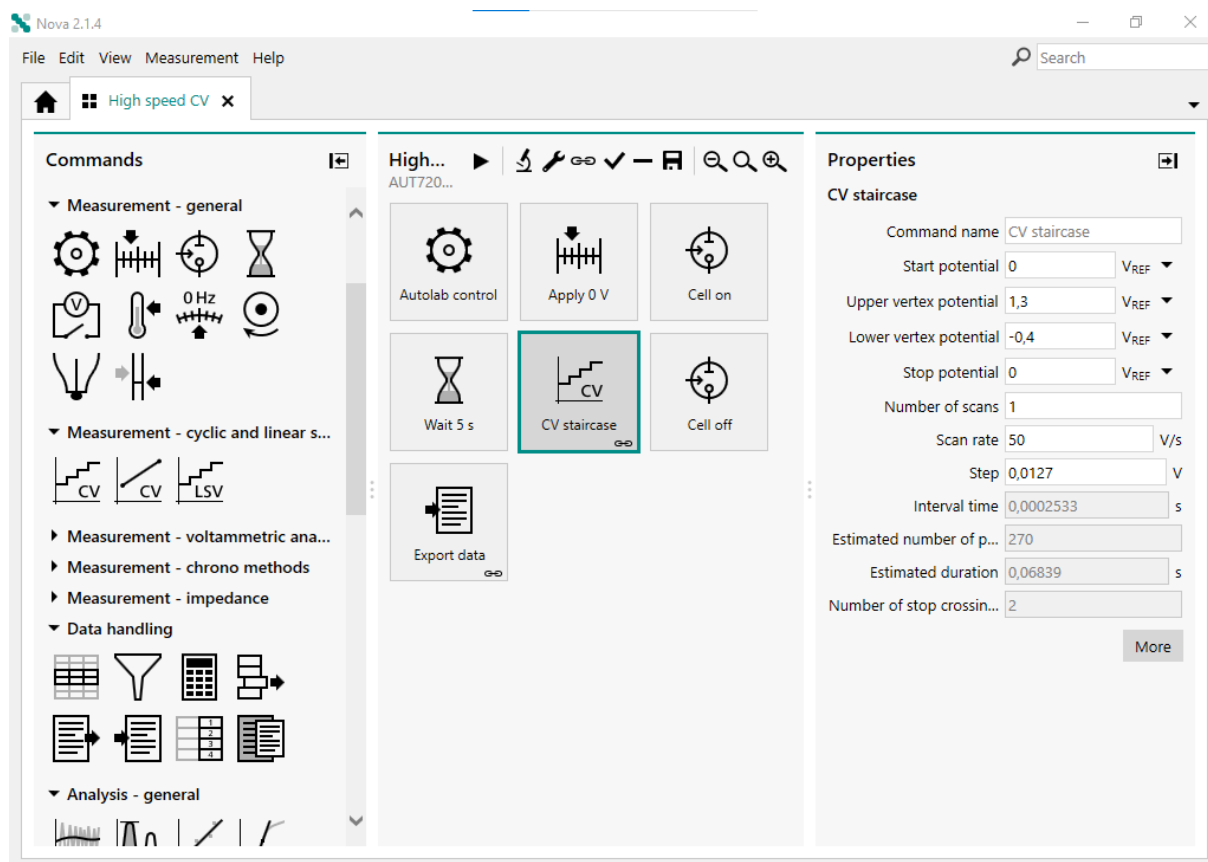 Nova 2.1.4
File Edit View Measurement Help
Search
High speed CV
Commands
Measurement - general
V
0 Hz
Measurement - cyclic and linear s...
CV CV LSV
Measurement - voltammetric ana...
Measurement - chrono methods
Measurement - impedance
Data handling
1
2
3
4
Analysis - general
High...
AUT720...
Autolab control
Apply 0 V
Cell on
Wait 5 s
CV
CV staircase
Cell off
Export data
Properties
CV staircase
Command name CV staircase
Start potential 0 VREF
Upper vertex potential 1,3 VREF
Lower vertex potential -0,4 VREF
Stop potential 0 VREF
Number of scans 1
Scan rate 50 V/s
Step 0,0127 V
Interval time 0,0002533 s
Estimated number of p... 270
Estimated duration 0,06839 s
Number of stop crossin... 2
More